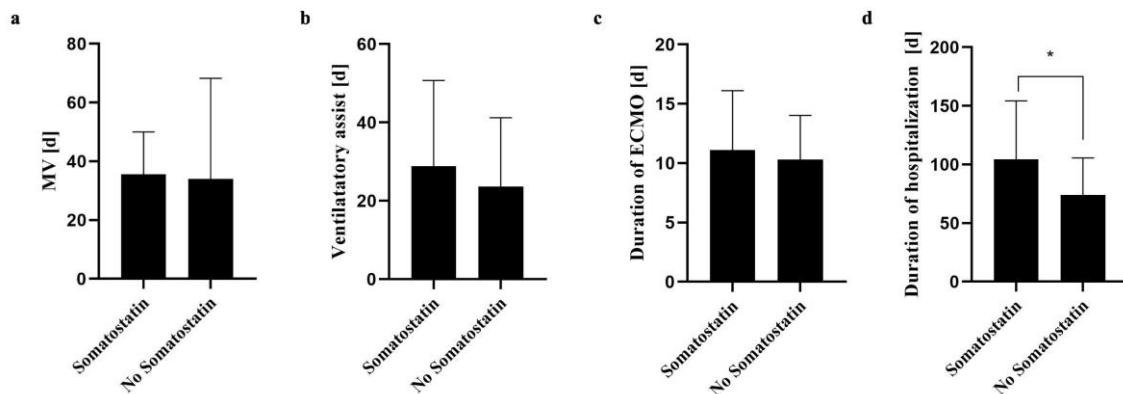 a
MV [d]
80
60
40
20
0
Somatostatin
No Somatostatin
b
Ventilatatory assist [d]
60
40
20
0
Somatostatin
No Somatostatin
c
Duration of ECMO [d]
20
15
10
5
0
Somatostatin
No Somatostatin
d
Duration of hospitalization [d]
200
150
100
50
0
*
Somatostatin
No Somatostatin